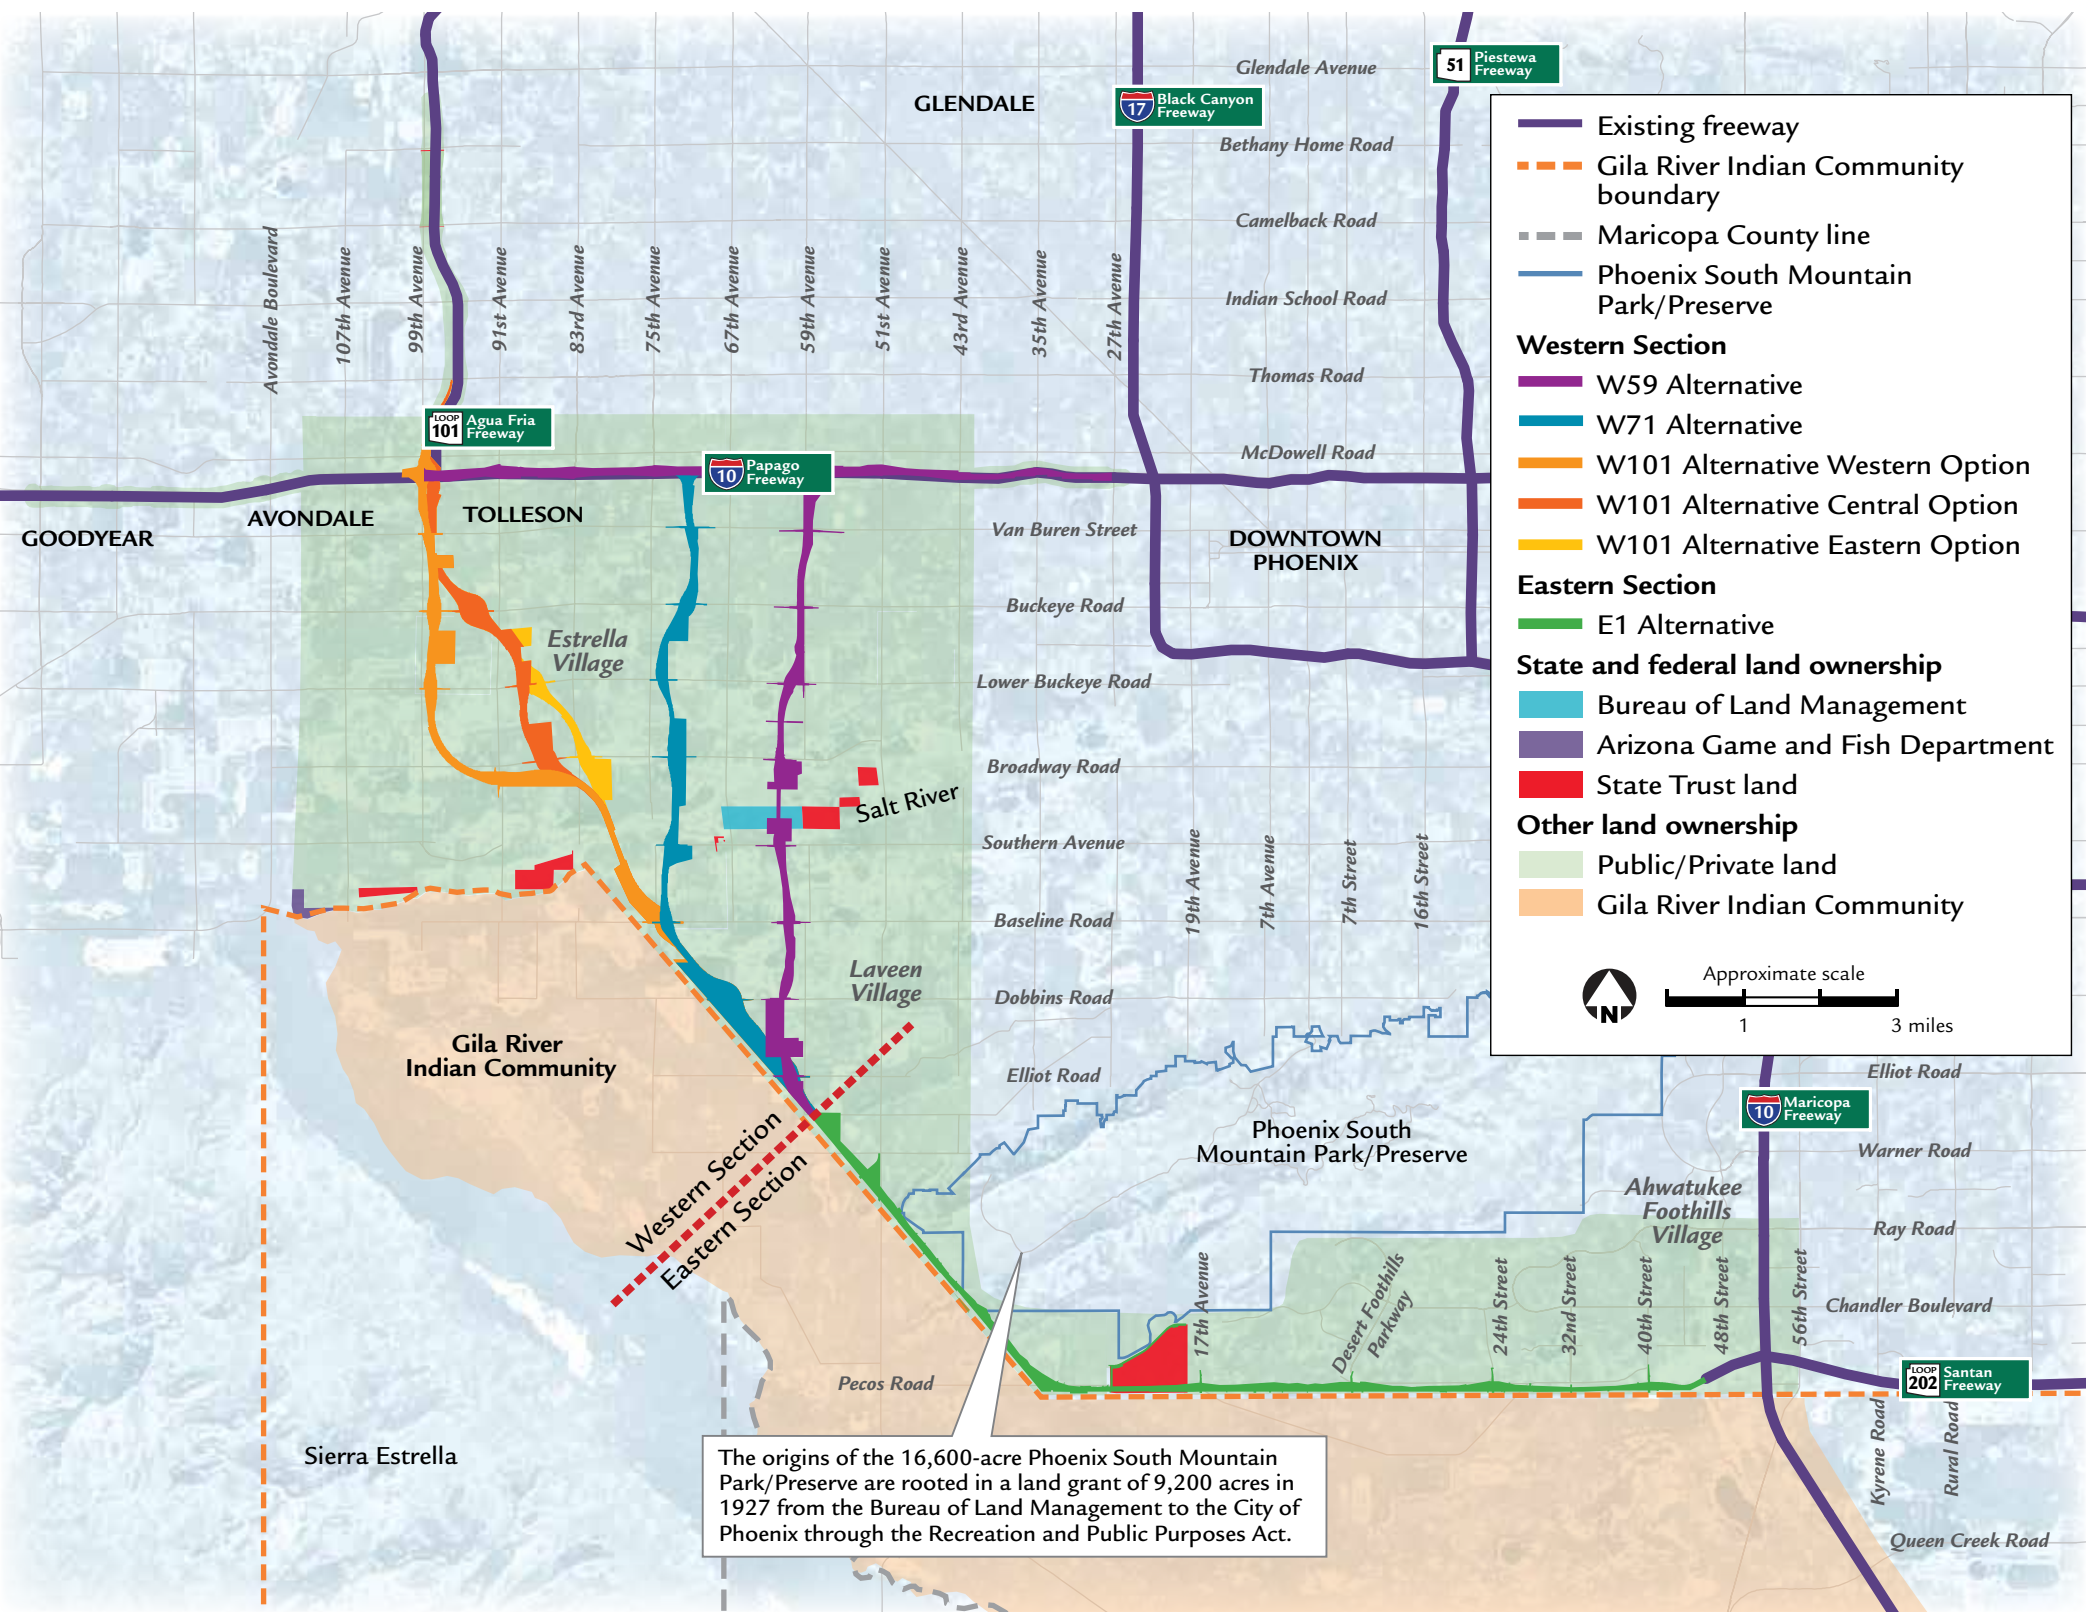 Glendale Avenue
51
Piestewa
Freeway
GLENDALE
17
Black Canyon
Freeway
Bethany Home Road
Camelback Road
Avondale Boulevard
107th Avenue
99th Avenue
91st Avenue
83rd Avenue
75th Avenue
67th Avenue
59th Avenue
51st Avenue
43rd Avenue
35th Avenue
27th Avenue
Indian School Road
Thomas Road
LOOP
101
Agua Fria
Freeway
McDowell Road
10
Papago
Freeway
GOODYEAR
AVONDALE
TOLLESON
Van Buren Street
DOWNTOWN
PHOENIX
Buckeye Road
Estrella
Village
Lower Buckeye Road
Broadway Road
Salt River
Southern Avenue
19th Avenue
7th Avenue
7th Street
16th Street
Baseline Road
Laveen
Village
Dobbins Road
Gila River
Indian Community
Elliot Road
Western Section
Eastern Section
Phoenix South
Mountain Park/Preserve
Elliot Road
10
Maricopa
Freeway
Warner Road
Ahwatukee
Foothills
Village
Ray Road
17th Avenue
Desert Foothills
Parkway
24th Street
32nd Street
40th Street
48th Street
56th Street
Chandler Boulevard
Pecos Road
LOOP
202
Santan
Freeway
Kyrene Road
Rural Road
Queen Creek Road
Sierra Estrella
The origins of the 16,600-acre Phoenix South Mountain
Park/Preserve are rooted in a land grant of 9,200 acres in
1927 from the Bureau of Land Management to the City of
Phoenix through the Recreation and Public Purposes Act.
Existing freeway
Gila River Indian Community
boundary
Maricopa County line
Phoenix South Mountain
Park/Preserve
Western Section
W59 Alternative
W71 Alternative
W101 Alternative Western Option
W101 Alternative Central Option
W101 Alternative Eastern Option
Eastern Section
E1 Alternative
State and federal land ownership
Bureau of Land Management
Arizona Game and Fish Department
State Trust land
Other land ownership
Public/Private land
Gila River Indian Community
N
Approximate scale
1
3 miles